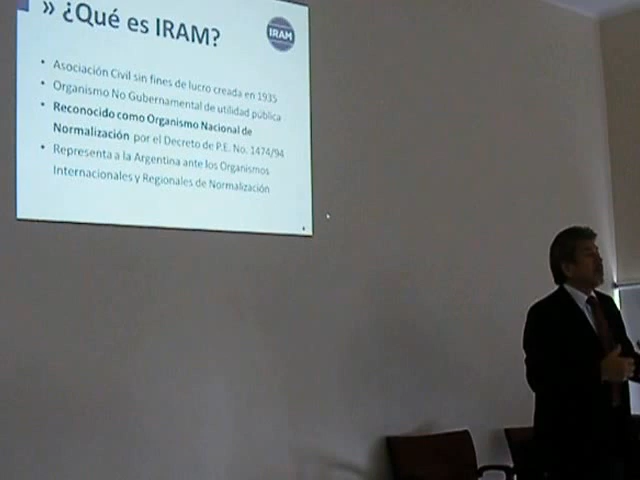 » ¿Qué es IRAM?
IRAM
• Asociación Civil sin fines de lucro creada en 1935
• Organismo No Gubernamental de utilidad pública
• Reconocido como Organismo Nacional de
Normalización por el Decreto de P.E. No. 1474/94
• Representa a la Argentina ante los Organismos
Internacionales y Regionales de Normalización